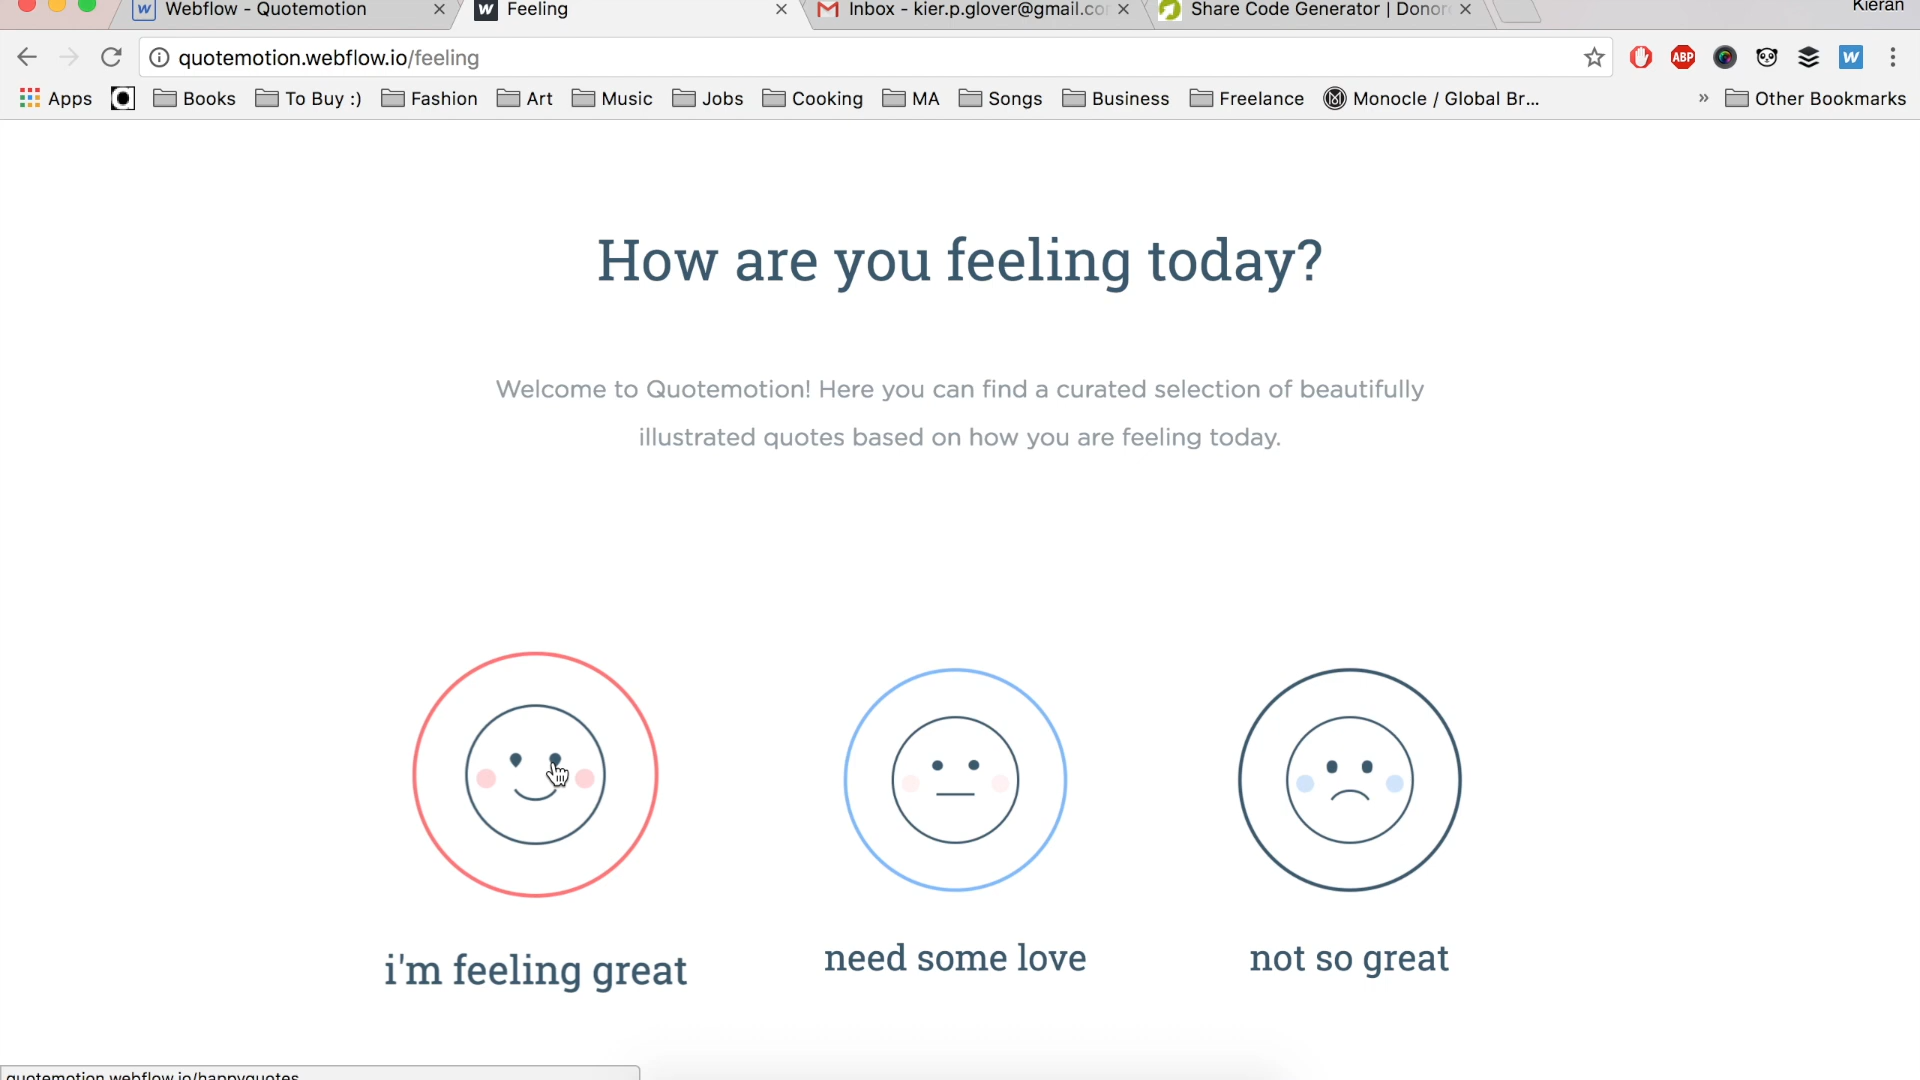 Webflow - Quotemotion
Feeling
Inbox - kier.p.glover@gmail.co
Share Code Generator | Donor
Kieran
quotemotion.webflow.io/feeling
ABP
Apps
Books
To Buy :)
Fashion
Art
Music
Jobs
Cooking
MA
Songs
Business
Freelance
Monocle / Global Br...
»
Other Bookmarks
How are you feeling today?
Welcome to Quotemotion! Here you can find a curated selection of beautifully
illustrated quotes based on how you are feeling today.
i'm feeling great
need some love
not so great
quotemotion.webflow.io/happyquotes